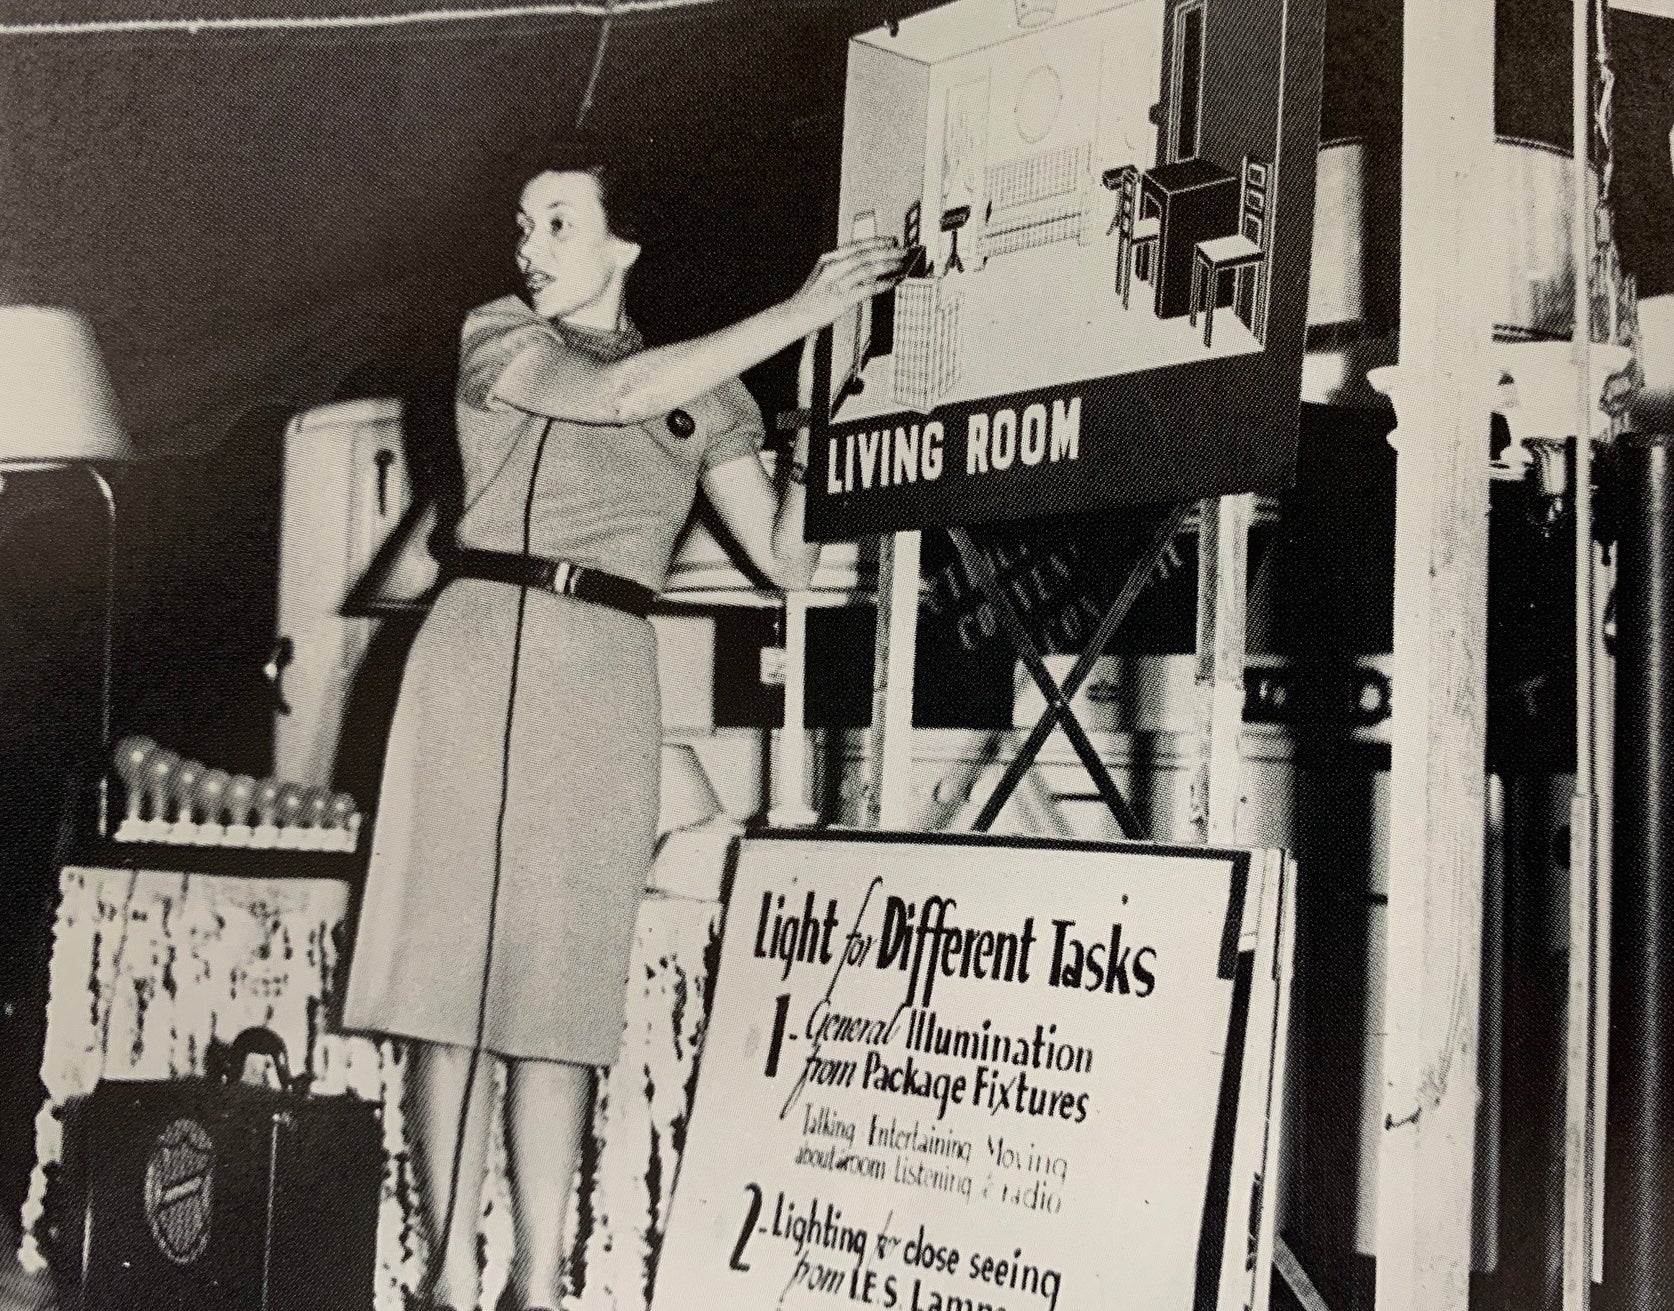 LIVING ROOM
Light for Different Tasks
1- General Illumination
from Package Fixtures
Talking Entertaining Moving
about room Listening radio
2- Lighting for close seeing
from I.E.S. Lamps